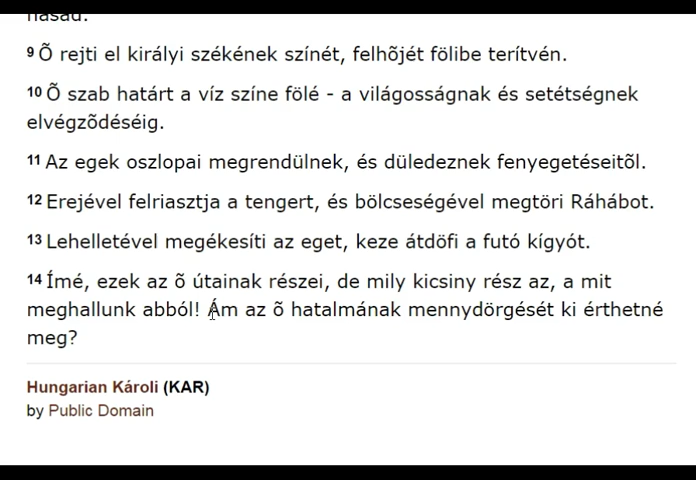 hasad.
9 Õ rejti el királyi székének színét, felhõjét fölibe terítvén.
10 Õ szab határt a víz színe fölé - a világosságnak és setétségnek
elvégzõdéséig.
11 Az egek oszlopai megrendülnek, és düledeznek fenyegetéseitõl.
12 Erejével felriasztja a tengert, és bölcseségével megtöri Ráhábot.
13 Lehelletével megékesíti az eget, keze átdöfi a futó kígyót.
14 Ímé, ezek az õ útainak részei, de mily kicsiny rész az, a mit
meghallunk abból! Ám az õ hatalmának mennydörgését ki érthetné
meg?
Hungarian Károli (KAR)
by Public Domain